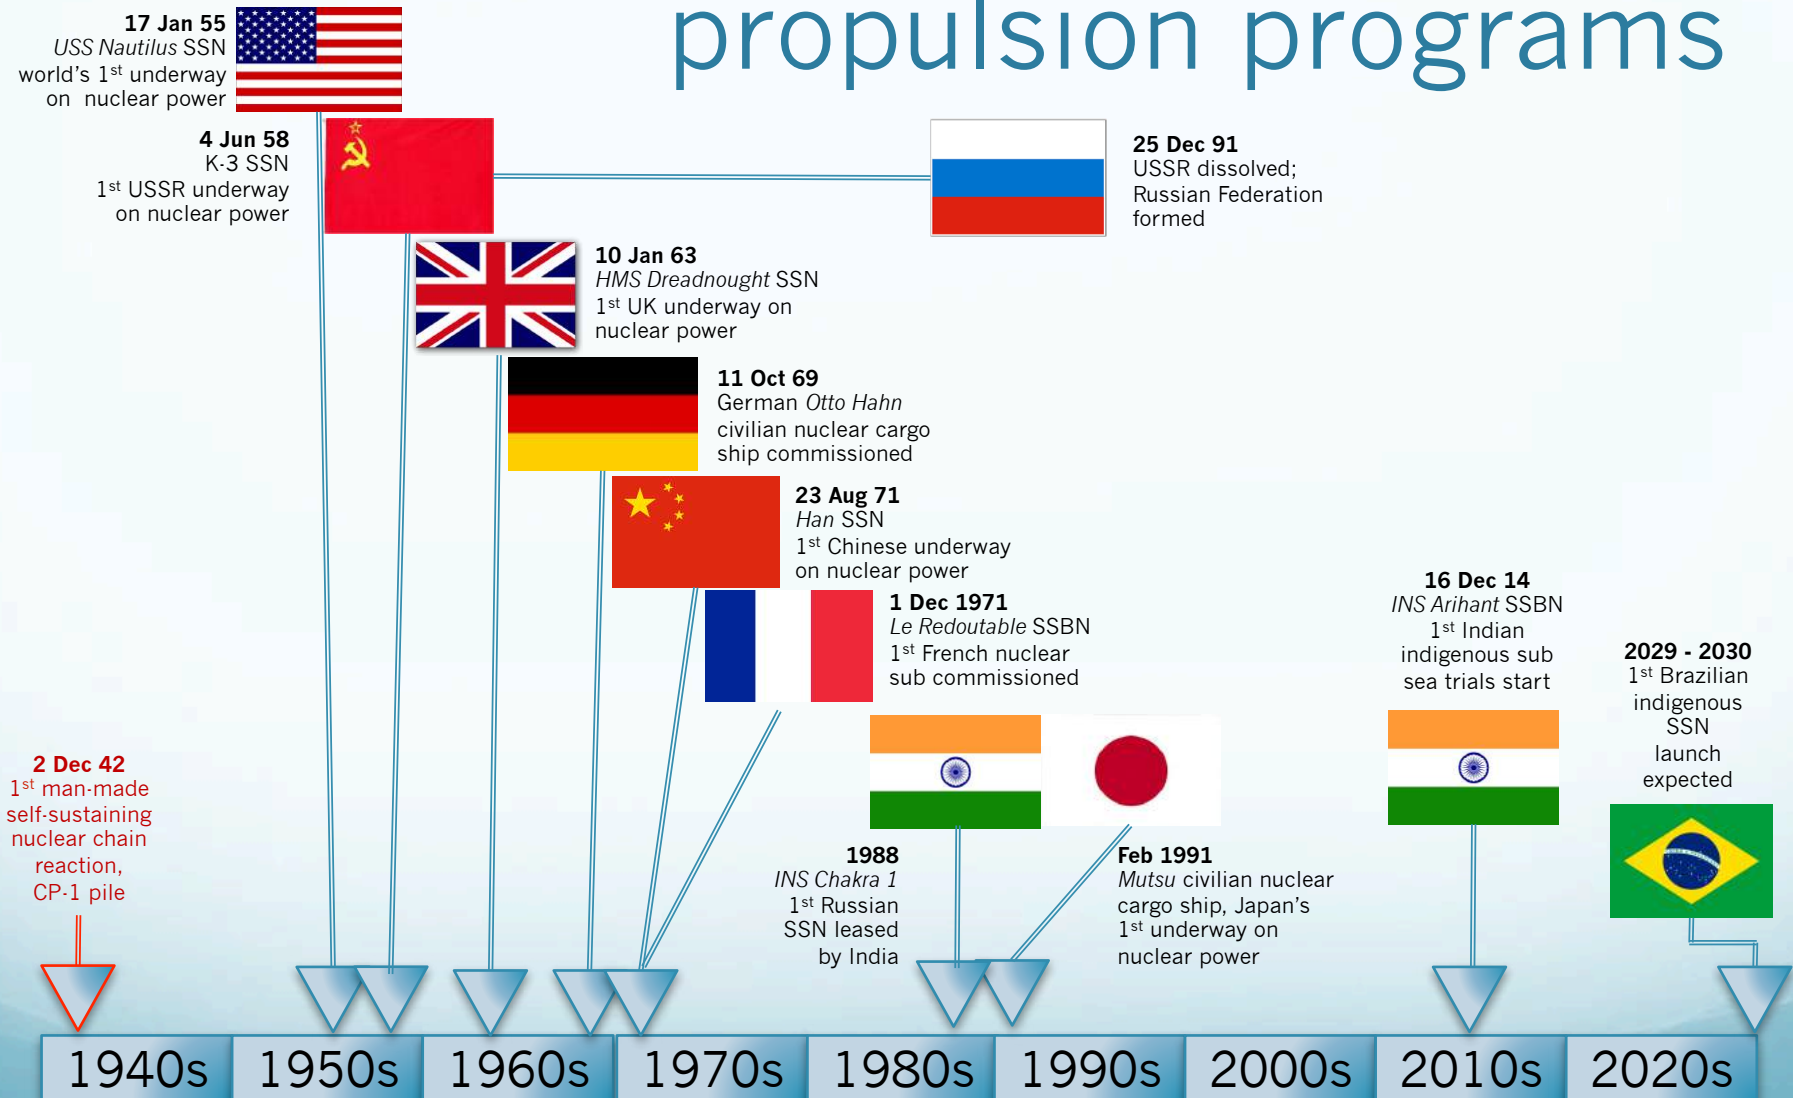 propulsion programs
17 Jan 55
USS Nautilus SSN
world's 1st underway
on nuclear power
4 Jun 58
K-3 SSN
1st USSR underway
on nuclear power
25 Dec 91
USSR dissolved;
Russian Federation
formed
10 Jan 63
HMS Dreadnought SSN
1st UK underway on
nuclear power
11 Oct 69
German Otto Hahn
civilian nuclear cargo
ship commissioned
23 Aug 71
Han SSN
1st Chinese underway
on nuclear power
1 Dec 1971
Le Redoutable SSBN
1st French nuclear
sub commissioned
16 Dec 14
INS Arihant SSBN
1st Indian
indigenous sub
sea trials start
2029 - 2030
1st Brazilian
indigenous
SSN
launch
expected
2 Dec 42
1st man-made
self-sustaining
nuclear chain
reaction,
CP-1 pile
1988
INS Chakra 1
1st Russian
SSN leased
by India
Feb 1991
Mutsu civilian nuclear
cargo ship, Japan's
1st underway on
nuclear power
1940s 1950s 1960s 1970s 1980s 1990s 2000s 2010s 2020s